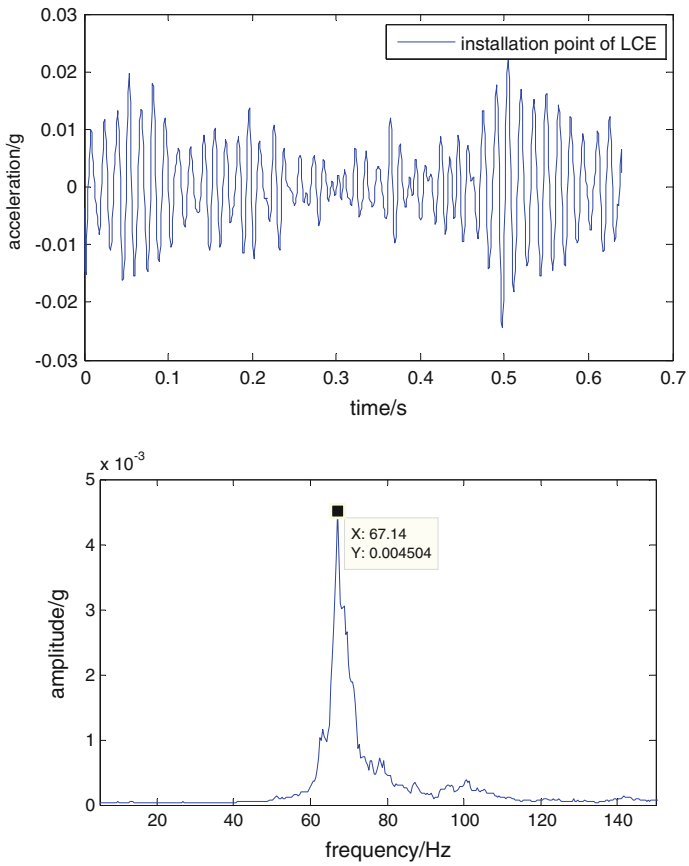 0.03
installation point of LCE
0.02
0.01
0
-0.01
-0.02
-0.03
acceleration/g
0 0.1 0.2 0.3 0.4 0.5 0.6 0.7
time/s
x 10⁻³
5
X: 67.14
Y: 0.004504
4
3
2
1
0
amplitude/g
20 40 60 80 100 120 140
frequency/Hz